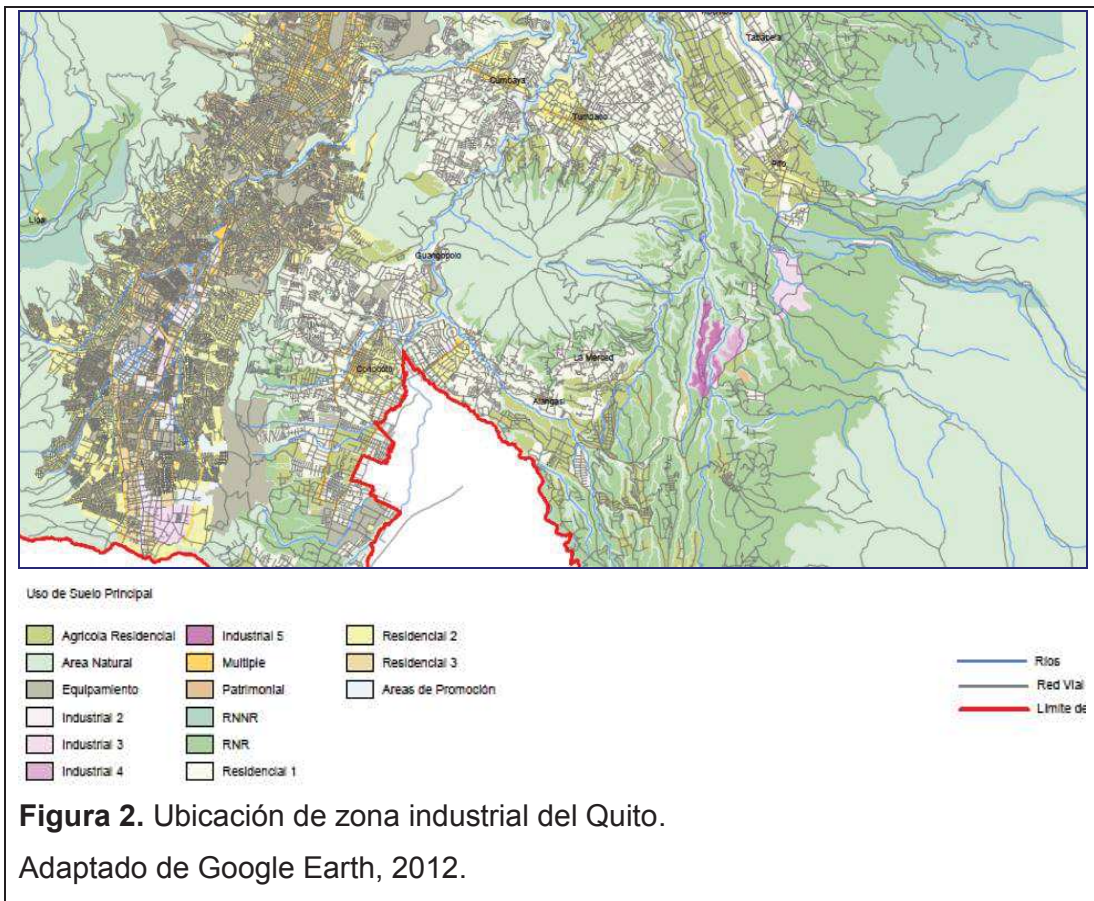 Tababela
Cumbaya
Tumbaco
Pifo
Lloa
Guangopolo
La Merced
Conocoto
Alangasi
Uso de Suelo Principal
Agricola Residencial
Industrial 5
Residencial 2
Area Natural
Multiple
Residencial 3
Equipamiento
Patrimonial
Areas de Promoción
Industrial 2
RNNR
Industrial 3
RNR
Industrial 4
Residencial 1
Rios
Red Vial
Límite de
Figura 2. Ubicación de zona industrial del Quito.
Adaptado de Google Earth, 2012.